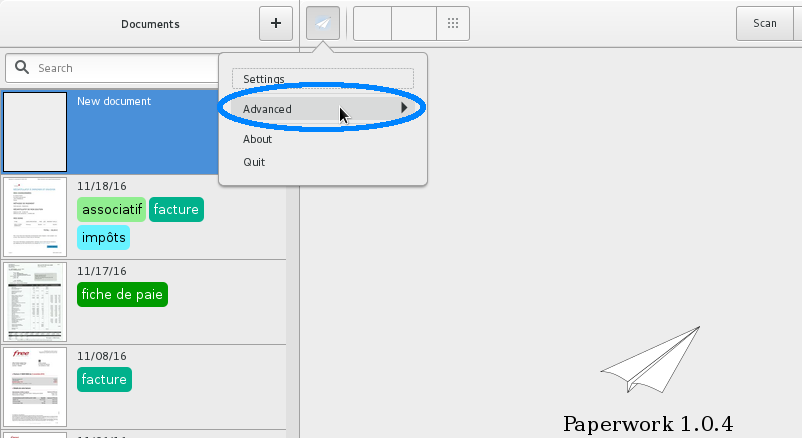 Documents
Scan
Search
Settings
Advanced
About
Quit
New document
11/18/16
associatif facture
impôts
11/17/16
fiche de paie
free
11/08/16
facture
Paperwork 1.0.4